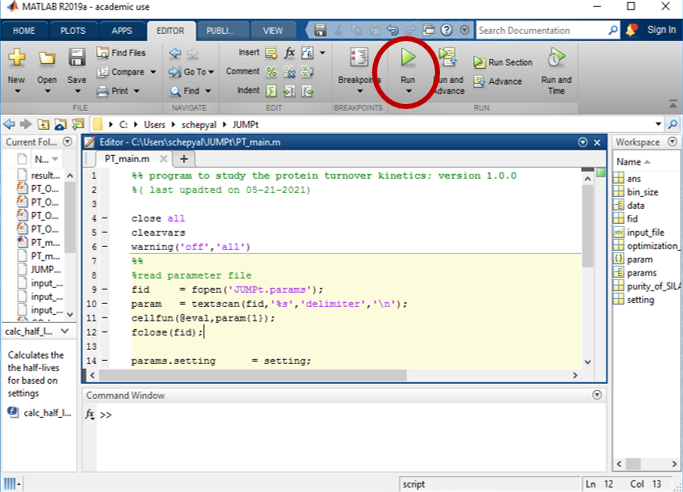 MATLAB R2019a - academic use
HOME PLOTS APPS EDITOR PUBLI... VIEW Search Documentation Sign In
New Open Save Find Files Compare Print
FILE
Go To Find
NAVIGATE
Insert fx
Comment %
Indent
EDIT
Breakpoints
BREAKPOINTS
Run Run and Advance Run Section Advance Run and Time
RUN
C: Users schepyal JUMPt
Current Fol...
N...
result...
PT_O...
PT_O...
PT_O...
PT_O...
PT_m...
PT_m...
JUMP...
input_...
input_...
input_...
calc_half_l...
Calculates the
the half-lives
for based on
settings
calc_half_l...
Editor - C:\Users\schepyal\JUMPt\PT_main.m
PT_main.m
1 %% program to study the protein turnover kinetics; version 1.0.0
2 %( last upadted on 05-21-2021)
3
4 close all
5 clearvars
6 warning('off','all')
7 %%
8 %read parameter file
9 fid = fopen('JUMPt.params');
10 param = textscan(fid,'%s','delimiter','\n');
11 cellfun(@eval,param{1});
12 fclose(fid);
13
14 params.setting = setting;
Command Window
fx >>
Workspace
Name
ans
bin_size
data
fid
input_file
optimization_
param
params
purity_of_SILA
setting
script Ln 12 Col 13